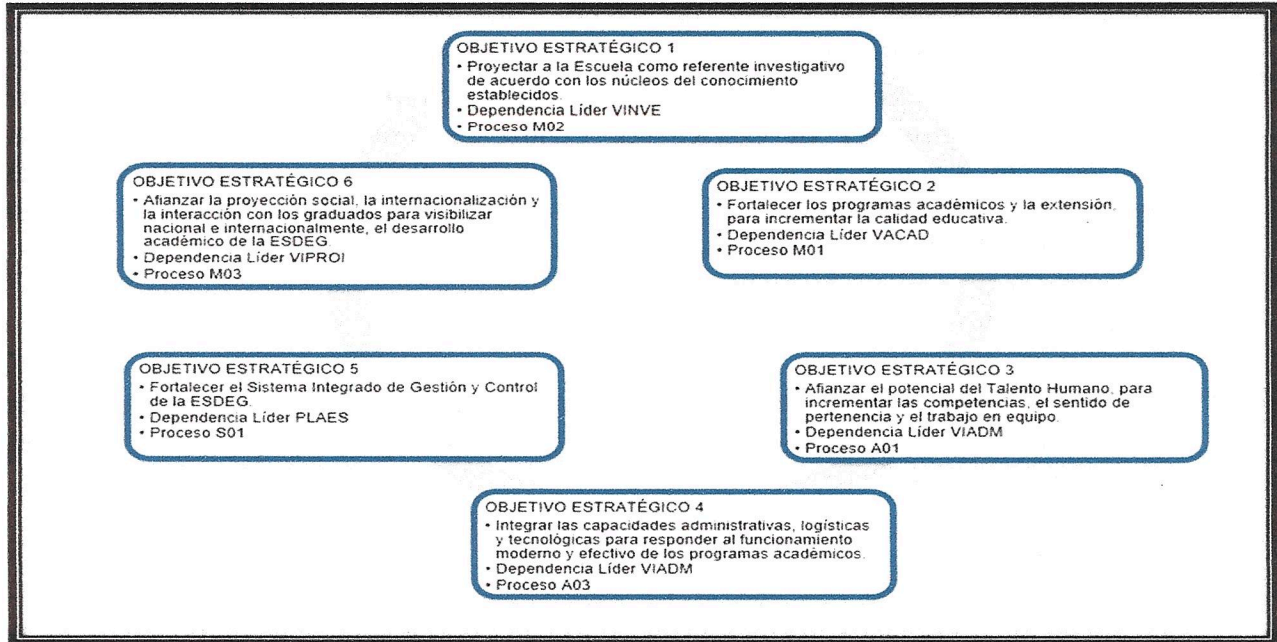 OBJETIVO ESTRATÉGICO 1
• Proyectar a la Escuela como referente investigativo
de acuerdo con los núcleos del conocimiento
establecidos.
• Dependencia Líder VINVE
• Proceso M02
OBJETIVO ESTRATÉGICO 2
• Fortalecer los programas académicos y la extensión,
para incrementar la calidad educativa.
• Dependencia Líder VACAD
• Proceso M01
OBJETIVO ESTRATÉGICO 3
• Afianzar el potencial del Talento Humano, para
incrementar las competencias, el sentido de
pertenencia y el trabajo en equipo.
• Dependencia Líder VIADM
• Proceso A01
OBJETIVO ESTRATÉGICO 4
• Integrar las capacidades administrativas, logísticas
y tecnológicas para responder al funcionamiento
moderno y efectivo de los programas académicos.
• Dependencia Líder VIADM
• Proceso A03
OBJETIVO ESTRATÉGICO 5
• Fortalecer el Sistema Integrado de Gestión y Control
de la ESDEG.
• Dependencia Líder PLAES
• Proceso S01
OBJETIVO ESTRATÉGICO 6
• Afianzar la proyección social, la internacionalización y
la interacción con los graduados para visibilizar
nacional e internacionalmente, el desarrollo
académico de la ESDEG.
• Dependencia Líder VIPROI
• Proceso M03